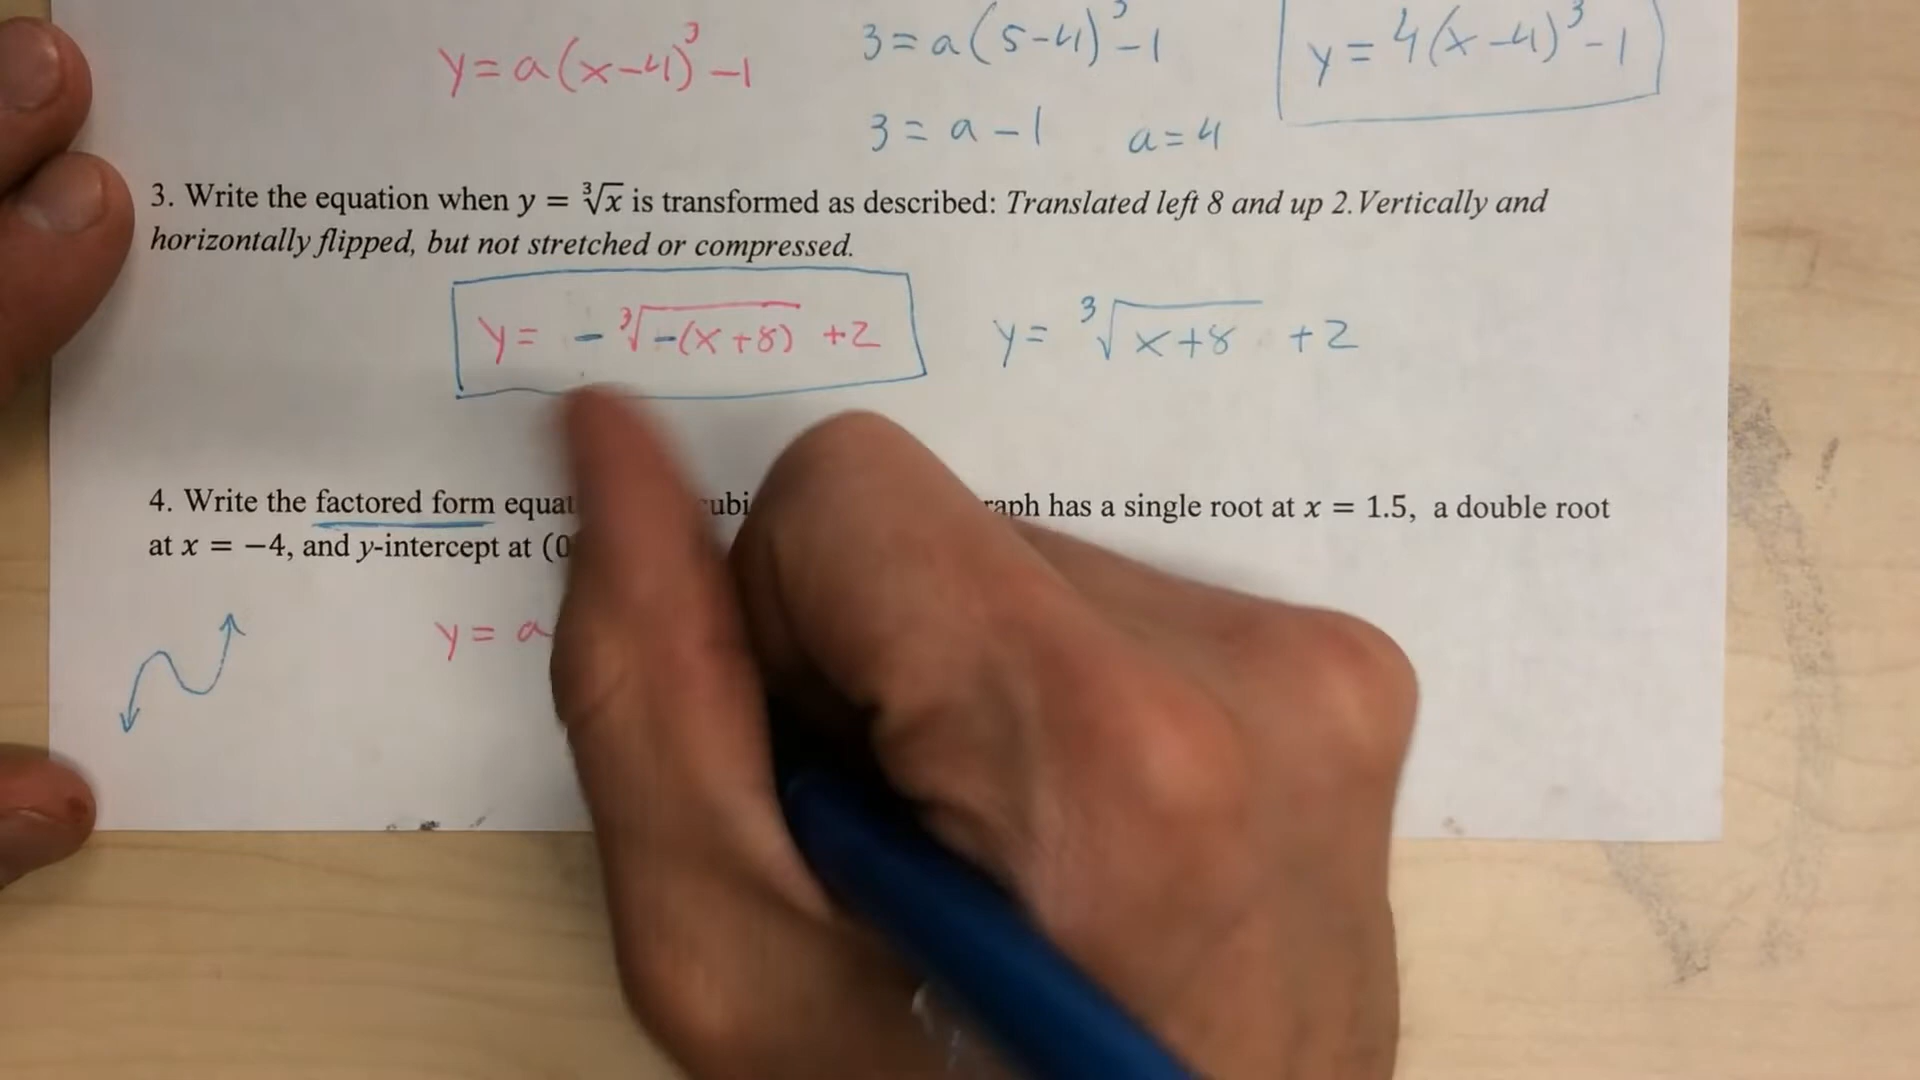 y = a(x-4)³-1
3 = a(5-4)³-1
y = 4(x-4)³-1
3 = a-1 a = 4
3. Write the equation when y = ∛x is transformed as described: Translated left 8 and up 2. Vertically and
horizontally flipped, but not stretched or compressed.
y = -∛-(x+8) +2
y = ∛x+8 +2
4. Write the factored form
raph has a single root at x = 1.5, a double root
at x = −4, and y-intercept at (0
y = a